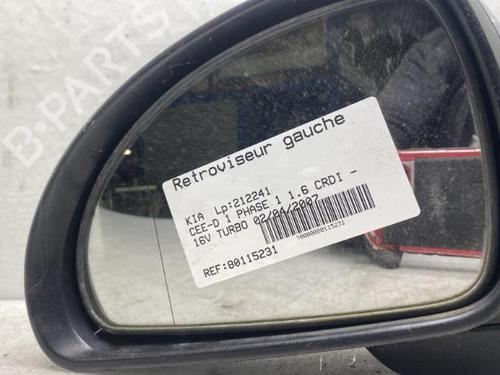 B-PARTS
Retroviseur gauche
KIA Lp:212241
CEE-D 1 PHASE 1 1.6 CRDI -
16V TURBO 02/04/2007
REF:80115231
700000080115231